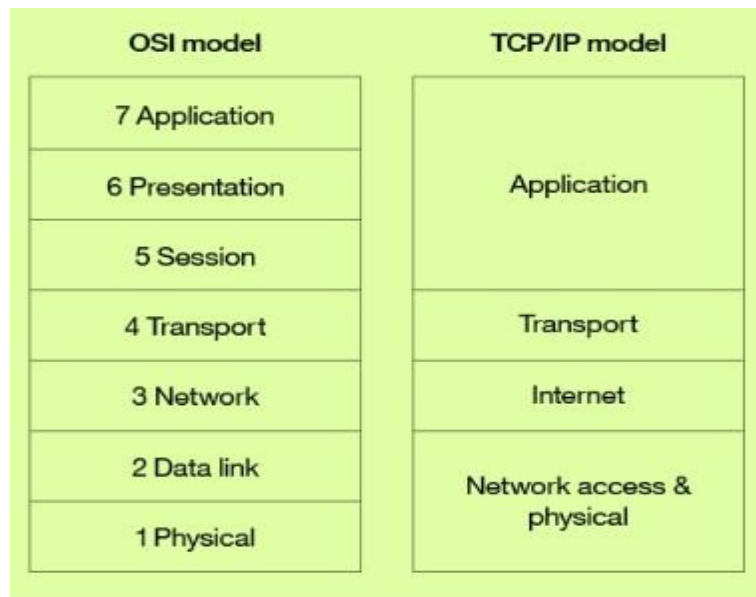 OSI model
7 Application
6 Presentation
5 Session
4 Transport
3 Network
2 Data link
1 Physical
TCP/IP model
Application
Transport
Internet
Network access &
physical